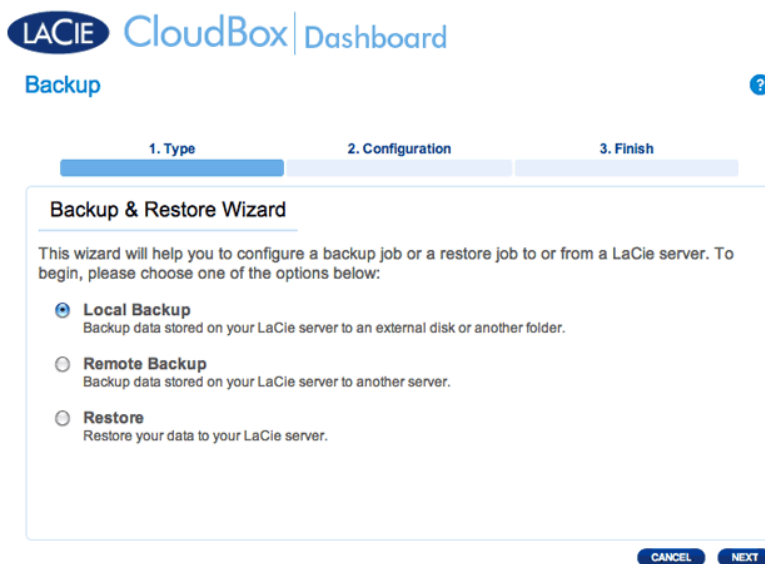 LACIE CloudBox Dashboard
Backup
?
1. Type 2. Configuration 3. Finish
Backup & Restore Wizard
This wizard will help you to configure a backup job or a restore job to or from a LaCie server. To
begin, please choose one of the options below:
Local Backup
Backup data stored on your LaCie server to an external disk or another folder.
Remote Backup
Backup data stored on your LaCie server to another server.
Restore
Restore your data to your LaCie server.
CANCEL NEXT